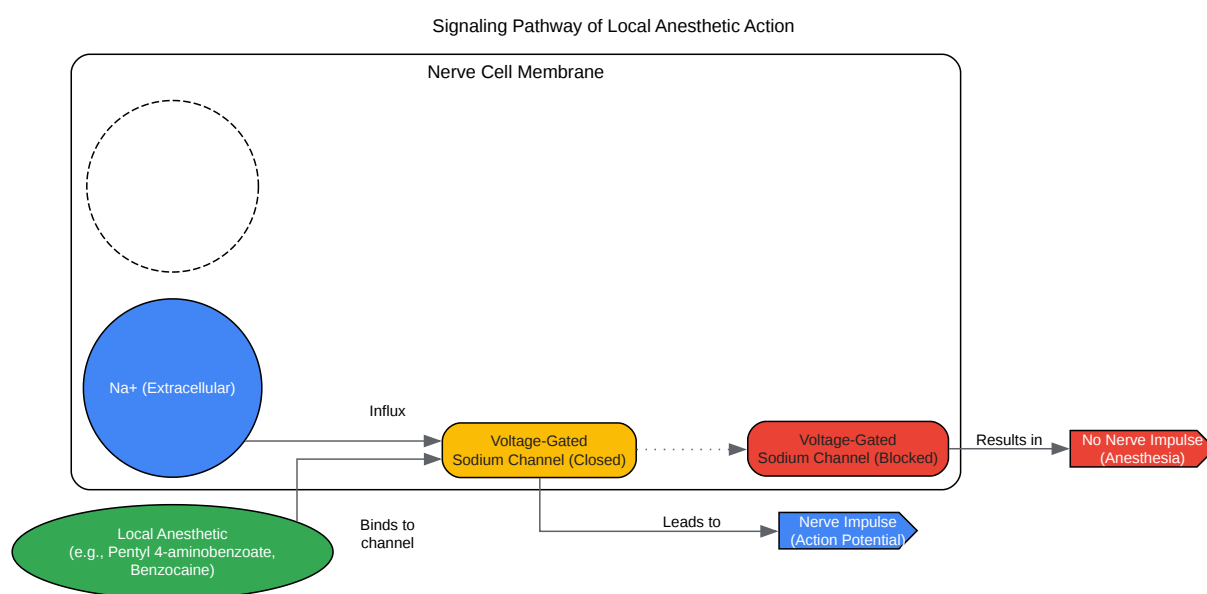 Signaling Pathway of Local Anesthetic Action
Nerve Cell Membrane
Na+ (Extracellular)
Influx
Voltage-Gated
Sodium Channel (Closed)
Voltage-Gated
Sodium Channel (Blocked)
Results in
No Nerve Impulse
(Anesthesia)
Local Anesthetic
(e.g., Pentyl 4-aminobenzoate,
Benzocaine)
Binds to
channel
Leads to
Nerve Impulse
(Action Potential)